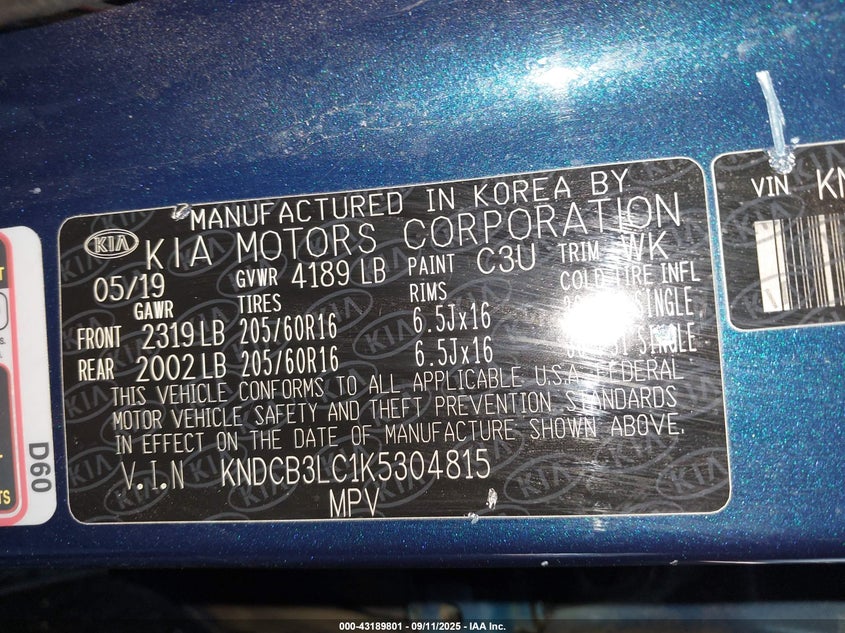 MANUFACTURED IN KOREA BY
KIA KIA MOTORS CORPORATION
05/19 GVWR 4189 LB PAINT C3U TRIM WK
GAWR TIRES RIMS COLD TIRE INFL
FRONT 2319 LB 205/60R16 6.5Jx16 SINGLE
REAR 2002 LB 205/60R16 6.5Jx16 SINGLE
THIS VEHICLE CONFORMS TO ALL APPLICABLE U.S.A. FEDERAL
MOTOR VEHICLE SAFETY AND THEFT PREVENTION STANDARDS
IN EFFECT ON THE DATE OF MANUFACTURE SHOWN ABOVE.
V.I.N KNDCB3LC1K5304815
MPV
VIN KN
D60
TS
000-43189801 - 09/11/2025 - IAA Inc.